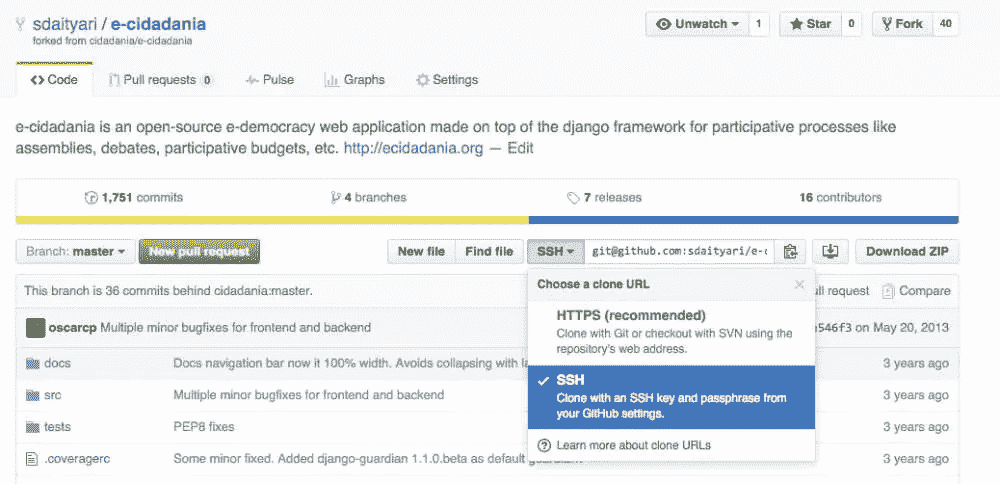 sdaityari / e-cidadania
forked from cidadania/e-cidadania
Unwatch 1 Star 0 Fork 40
Code Pull requests 0 Pulse Graphs Settings
e-cidadania is an open-source e-democracy web application made on top of the django framework for participative processes like
assemblies, debates, participative budgets, etc. http://ecidadania.org — Edit
1,751 commits 4 branches 7 releases 16 contributors
Branch: master New pull request New file Find file SSH git@github.com:sdaityari/e-c Download ZIP
This branch is 36 commits behind cidadania:master. request Compare
Choose a clone URL
HTTPS (recommended)
Clone with Git or checkout with SVN using the
repository's web address.
SSH
Clone with an SSH key and passphrase from
your GitHub settings.
Learn more about clone URLs
oscarcp Multiple minor bugfixes for frontend and backend 546f3 on May 20, 2013
docs Docs navigation bar now it 100% width. Avoids collapsing with 3 years ago
src Multiple minor bugfixes for frontend and backend 3 years ago
tests PEP8 fixes 3 years ago
.coveragerc Some minor fixed. Added django-guardian 1.1.0.beta as default 3 years ago